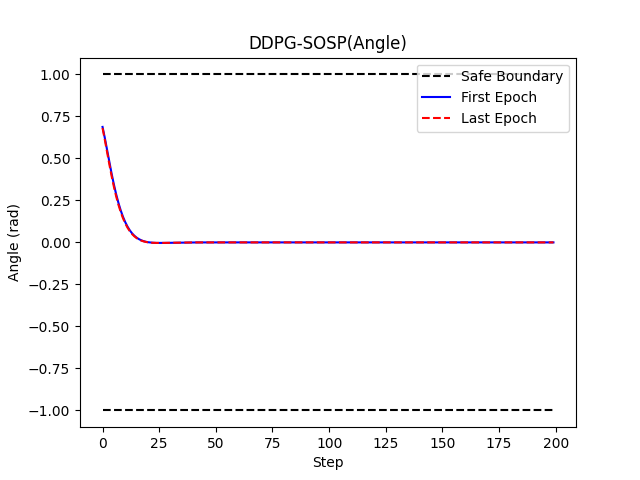 DDPG-SOSP(Angle)
Safe Boundary
First Epoch
Last Epoch
Angle (rad)
1.00
0.75
0.50
0.25
0.00
−0.25
−0.50
−0.75
−1.00
0 25 50 75 100 125 150 175 200
Step